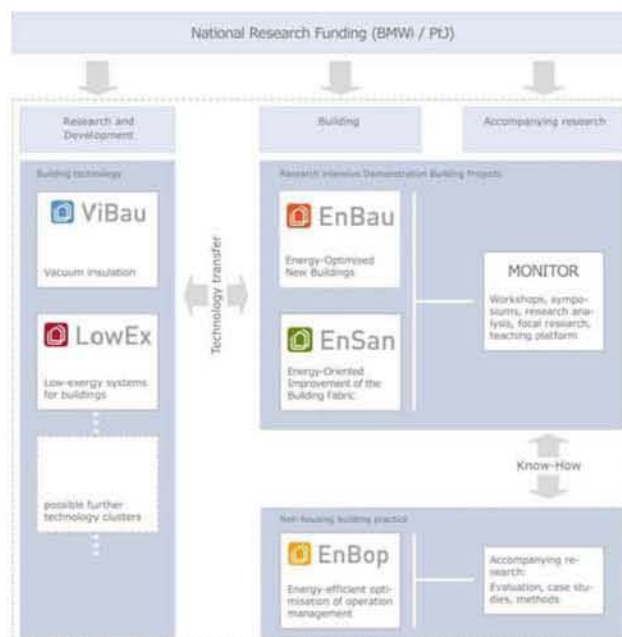 National Research Funding (BMWi / PtJ)
Research and
Development
Building
Accompanying research
Building technology
ViBau
Vacuum insulation
LowEx
Low-exergy systems
for buildings
possible further
technology clusters
Technology transfer
Research Intensive Demonstration Building Projects
EnBau
Energy-Optimised
New Buildings
EnSan
Energy-Oriented
Improvement of the
Building Fabric
MONITOR
Workshops, sympo-
siums, research ana-
lysis, focal research,
teaching platform
Know-How
Non-housing building practice
EnBop
Energy-efficient opti-
misation of operation
management
Accompanying re-
search:
Evaluation, case stu-
dies, methods